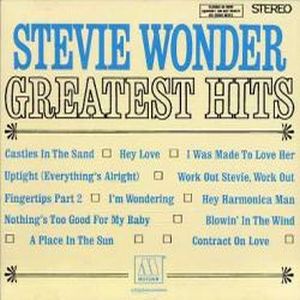 STEREO
STEVIE WONDER
GREATEST HITS
Castles In The Sand □ Hey Love □ I Was Made To Love Her
Uptight (Everything's Alright) □ Work Out Stevie, Work Out
Fingertips Part 2 □ I'm Wondering □ Hey Harmonica Man
Nothing's Too Good For My Baby □ Blowin' In The Wind
□ A Place In The Sun □ □ Contract On Love □
M
MOTOWN